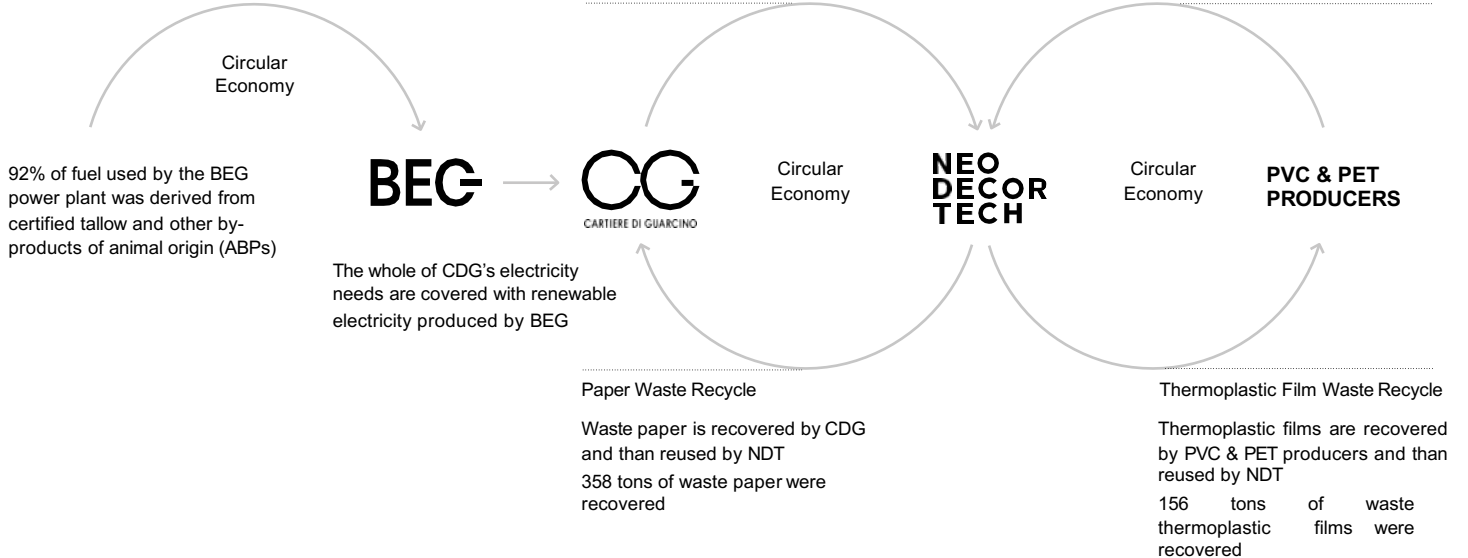 Circular
Economy
92% of fuel used by the BEG
power plant was derived from
certified tallow and other by-
products of animal origin (ABPs)
BEG
The whole of CDG’s electricity
needs are covered with renewable
electricity produced by BEG
CG
CARTIERE DI GUARCINO
Circular
Economy
NEO
DECOR
TECH
Circular
Economy
PVC & PET
PRODUCERS
Paper Waste Recycle
Waste paper is recovered by CDG
and than reused by NDT
358 tons of waste paper were
recovered
Thermoplastic Film Waste Recycle
Thermoplastic films are recovered
by PVC & PET producers and than
reused by NDT
156 tons of waste
thermoplastic films were
recovered